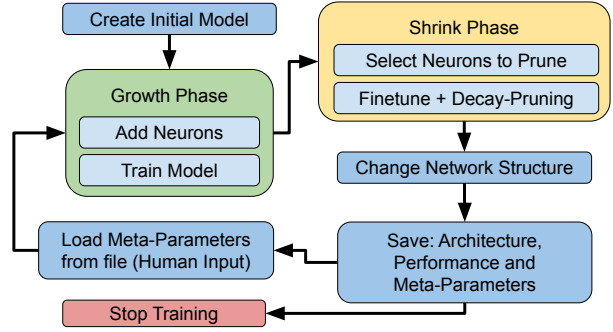 Create Initial Model
Growth Phase
Add Neurons
Train Model
Shrink Phase
Select Neurons to Prune
Finetune + Decay-Pruning
Change Network Structure
Save: Architecture,
Performance and
Meta-Parameters
Load Meta-Parameters
from file (Human Input)
Stop Training